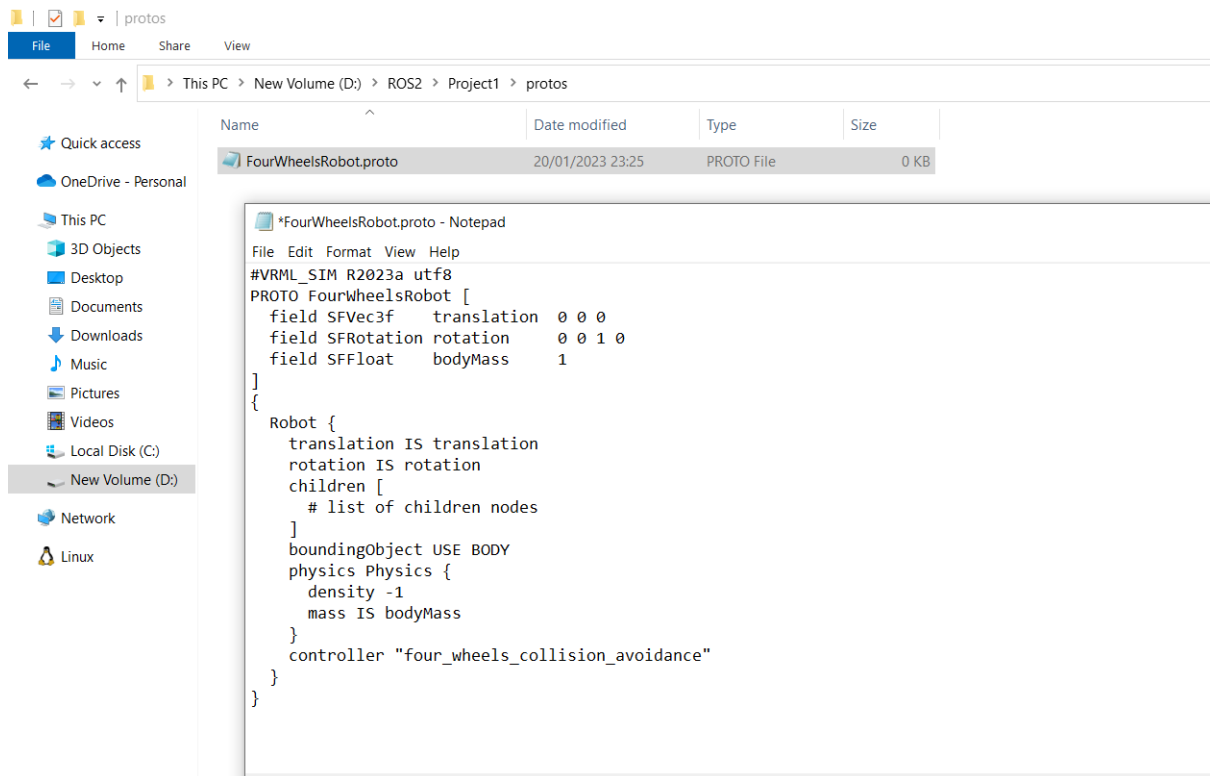 protos
File Home Share View
This PC > New Volume (D:) > ROS2 > Project1 > protos
Name Date modified Type Size
Quick access
FourWheelsRobot.proto 20/01/2023 23:25 PROTO File 0 KB
OneDrive - Personal
This PC
3D Objects
Desktop
Documents
Downloads
Music
Pictures
Videos
Local Disk (C:)
New Volume (D:)
Network
Linux
*FourWheelsRobot.proto - Notepad
File Edit Format View Help
#VRML_SIM R2023a utf8
PROTO FourWheelsRobot [
  field SFVec3f    translation  0 0 0
  field SFRotation rotation     0 0 1 0
  field SFFloat    bodyMass     1
]
{
  Robot {
    translation IS translation
    rotation IS rotation
    children [
      # list of children nodes
    ]
    boundingObject USE BODY
    physics Physics {
      density -1
      mass IS bodyMass
    }
    controller "four_wheels_collision_avoidance"
  }
}